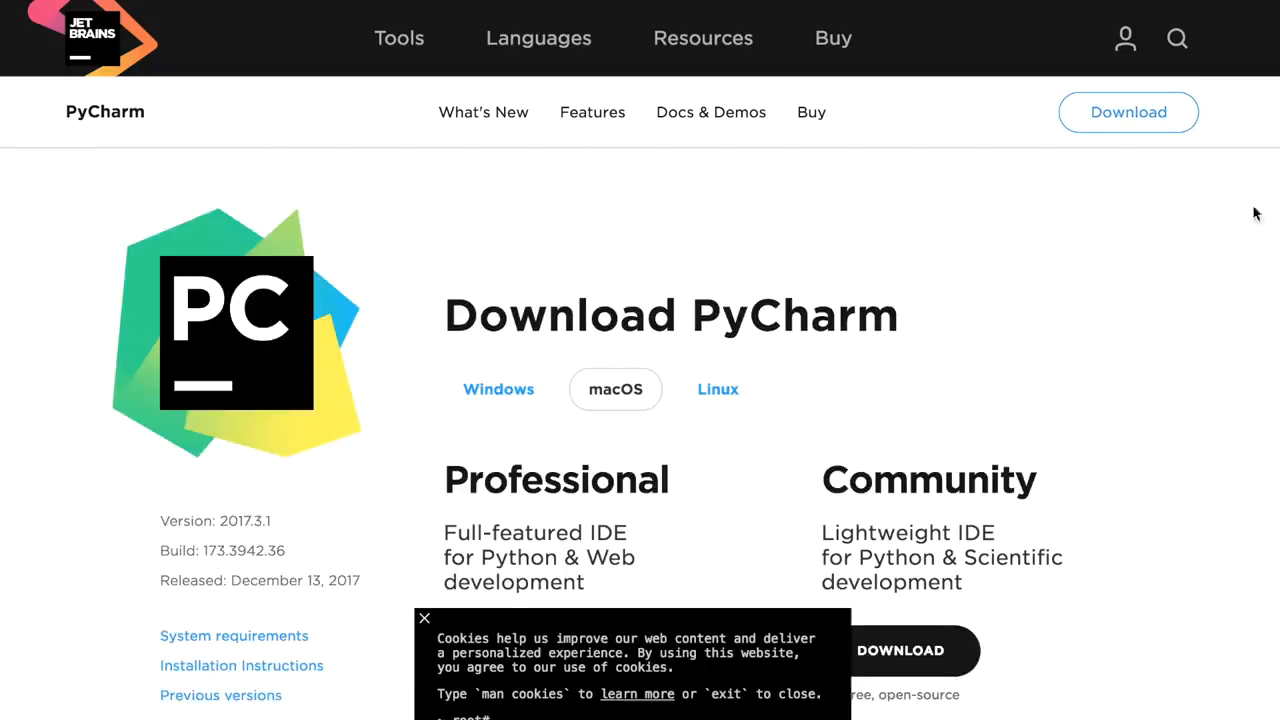 JET
BRAINS
Tools
Languages
Resources
Buy
PyCharm
What's New
Features
Docs & Demos
Buy
Download
PC
Download PyCharm
Windows
macOS
Linux
Professional
Community
Full-featured IDE
for Python & Web
development
Lightweight IDE
for Python & Scientific
development
Version: 2017.3.1
Build: 173.3942.36
Released: December 13, 2017
System requirements
Installation Instructions
Previous versions
Cookies help us improve our web content and deliver
a personalized experience. By using this website,
you agree to our use of cookies.
Type `man cookies` to learn more or `exit` to close.
DOWNLOAD
open-source